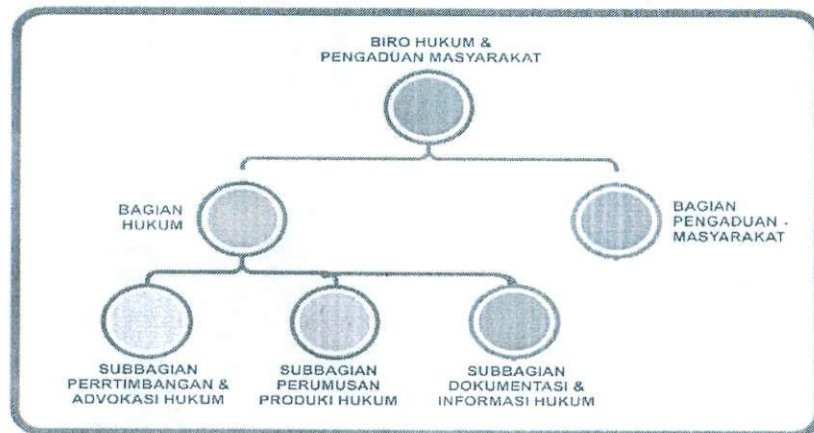 BIRO HUKUM &
PENGADUAN MASYARAKAT
BAGIAN
HUKUM
BAGIAN
PENGADUAN -
MASYARAKAT
SUBBAGIAN
PERRTIMBANGAN &
ADVOKASI HUKUM
SUBBAGIAN
PERUMUSAN
PRODUKI HUKUM
SUBBAGIAN
DOKUMENTASI &
INFORMASI HUKUM